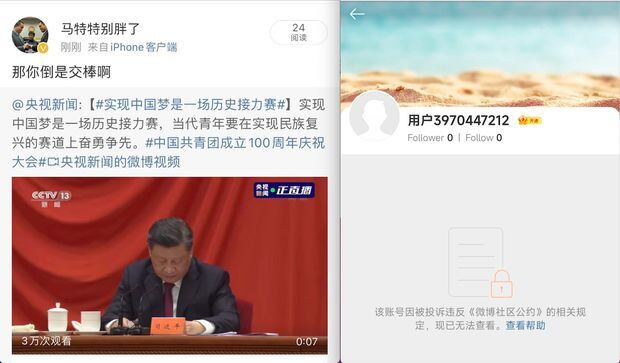 马特特别胖了
刚刚 来自iPhone客户端
24
阅读
那你倒是交棒啊
@央视新闻:【#实现中国梦是一场历史接力赛#】实现
中国梦是一场历史接力赛，当代青年要在实现民族复
兴的赛道上奋勇争先。#中国共青团成立100周年庆祝
大会#央视新闻的微博视频
CCTV 13
新闻
央视
新闻
正直播
习近平
3万次观看
0:07
用户3970447212
开通
Follower 0 | Follow 0
该账号因被投诉违反《微博社区公约》的相关规
定，现已无法查看。查看帮助